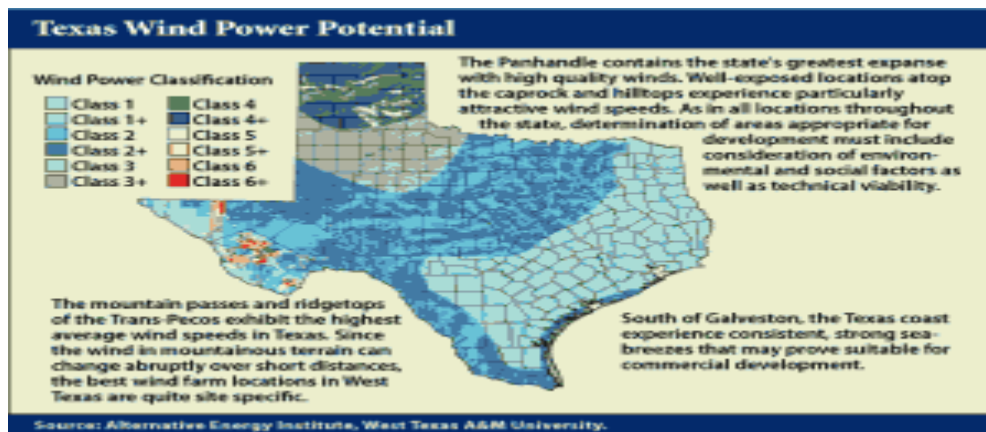 Texas Wind Power Potential
Wind Power Classification
Class 1
Class 1+
Class 2
Class 2+
Class 3
Class 3+
Class 4
Class 4+
Class 5
Class 5+
Class 6
Class 6+
The Panhandle contains the state's greatest expanse
with high quality winds. Well-exposed locations atop
the caprock and hilltops experience particularly
attractive wind speeds. As in all locations throughout
the state, determination of areas appropriate for
development must include
consideration of environ-
mental and social factors as
well as technical viability.
The mountain passes and ridgetops
of the Trans-Pecos exhibit the highest
average wind speeds in Texas. Since
the wind in mountainous terrain can
change abruptly over short distances,
the best wind farm locations in West
Texas are quite site specific.
South of Galveston, the Texas coast
experience consistent, strong sea-
breezes that may prove suitable for
commercial development.
Source: Alternative Energy Institute, West Texas A&M University.